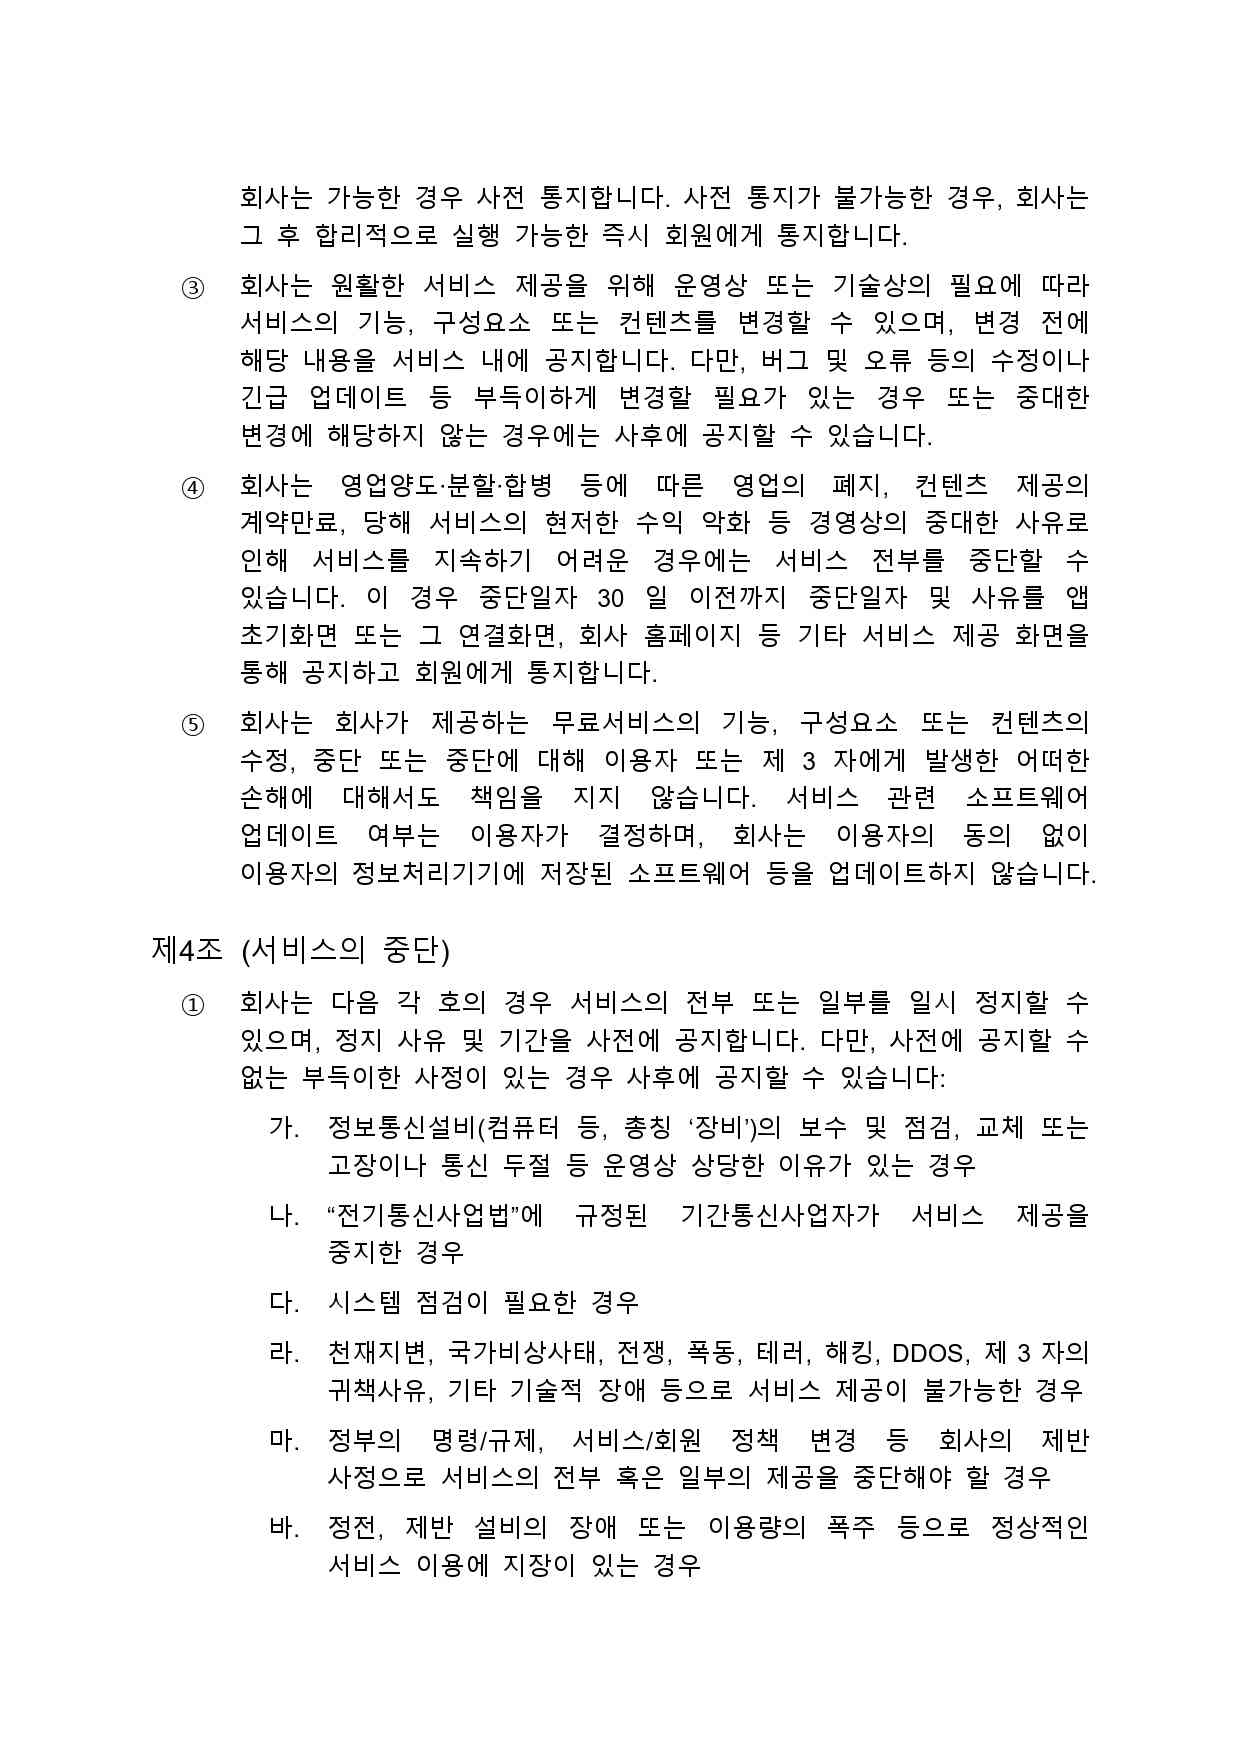 회사는 가능한 경우 사전 통지합니다. 사전 통지가 불가능한 경우, 회사는
그 후 합리적으로 실행 가능한 즉시 회원에게 통지합니다.
③ 회사는 원활한 서비스 제공을 위해 운영상 또는 기술상의 필요에 따라
서비스의 기능, 구성요소 또는 컨텐츠를 변경할 수 있으며, 변경 전에
해당 내용을 서비스 내에 공지합니다. 다만, 버그 및 오류 등의 수정이나
긴급 업데이트 등 부득이하게 변경할 필요가 있는 경우 또는 중대한
변경에 해당하지 않는 경우에는 사후에 공지할 수 있습니다.
④ 회사는 영업양도·분할·합병 등에 따른 영업의 폐지, 컨텐츠 제공의
계약만료, 당해 서비스의 현저한 수익 악화 등 경영상의 중대한 사유로
인해 서비스를 지속하기 어려운 경우에는 서비스 전부를 중단할 수
있습니다. 이 경우 중단일자 30 일 이전까지 중단일자 및 사유를 앱
초기화면 또는 그 연결화면, 회사 홈페이지 등 기타 서비스 제공 화면을
통해 공지하고 회원에게 통지합니다.
⑤ 회사는 회사가 제공하는 무료서비스의 기능, 구성요소 또는 컨텐츠의
수정, 중단 또는 중단에 대해 이용자 또는 제 3 자에게 발생한 어떠한
손해에 대해서도 책임을 지지 않습니다. 서비스 관련 소프트웨어
업데이트 여부는 이용자가 결정하며, 회사는 이용자의 동의 없이
이용자의 정보처리기기에 저장된 소프트웨어 등을 업데이트하지 않습니다.
제4조 (서비스의 중단)
① 회사는 다음 각 호의 경우 서비스의 전부 또는 일부를 일시 정지할 수
있으며, 정지 사유 및 기간을 사전에 공지합니다. 다만, 사전에 공지할 수
없는 부득이한 사정이 있는 경우 사후에 공지할 수 있습니다:
가. 정보통신설비(컴퓨터 등, 총칭 ‘장비’)의 보수 및 점검, 교체 또는
고장이나 통신 두절 등 운영상 상당한 이유가 있는 경우
나. “전기통신사업법”에 규정된 기간통신사업자가 서비스 제공을
중지한 경우
다. 시스템 점검이 필요한 경우
라. 천재지변, 국가비상사태, 전쟁, 폭동, 테러, 해킹, DDOS, 제 3 자의
귀책사유, 기타 기술적 장애 등으로 서비스 제공이 불가능한 경우
마. 정부의 명령/규제, 서비스/회원 정책 변경 등 회사의 제반
사정으로 서비스의 전부 혹은 일부의 제공을 중단해야 할 경우
바. 정전, 제반 설비의 장애 또는 이용량의 폭주 등으로 정상적인
서비스 이용에 지장이 있는 경우